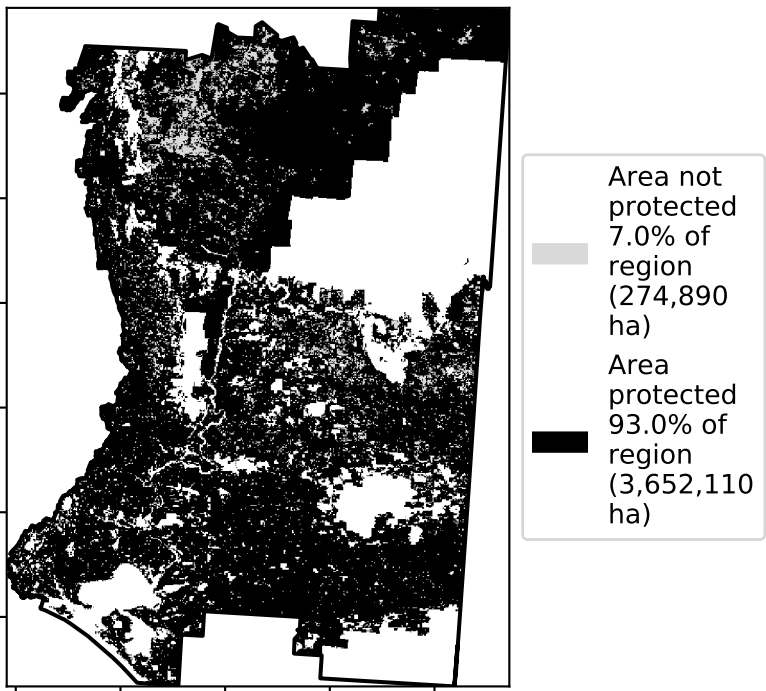 Area not
protected
7.0% of
region
(274,890
ha)
Area
protected
93.0% of
region
(3,652,110
ha)